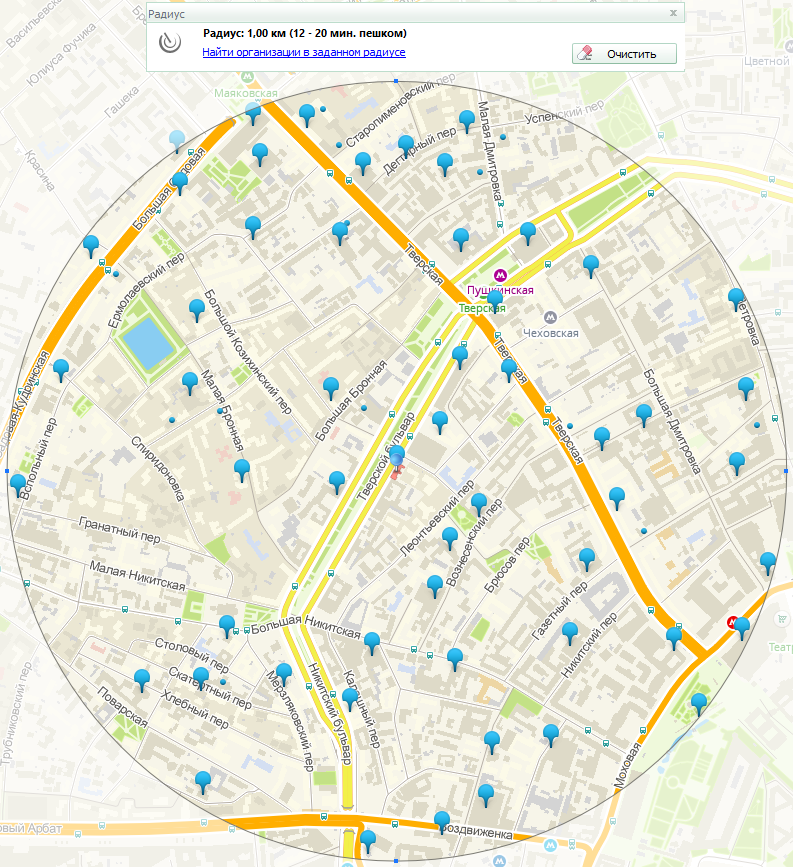 Радиус
x
Радиус: 1,00 км (12 - 20 мин. пешком)
Найти организации в заданном радиусе
Очистить
Васильевска
Юлиуса Фучика
Гашека
Красина
Маяковская
Цветной
Старопименовский пер
Успенский пер
Дегтярный пер
Малая Дмитровка
Большая Садовая
Тверская
Ермолаевский пер
Пушкинская
Тверская
Чеховская
Петровка
Большой Козихинский пер
Тверская
Большая Бронная
Малая Бронная
Большая Дмитровка
Садовая-Кудринская
Тверская
Тверской бульвар
Вспольный пер
Спиридоновка
Леонтьевский пер
Вознесенский пер
Гранатный пер
Брюсов пер
Малая Никитская
Газетный пер
Никитский пер
Большая Никитская
Театр
Столовый пер
Скатертный пер
Хлебный пер
Мерзляковский пер
Никитский бульвар
Калашный пер
Поварская
Трубниковский пер
Моховая
овый Арбат
Воздвиженка